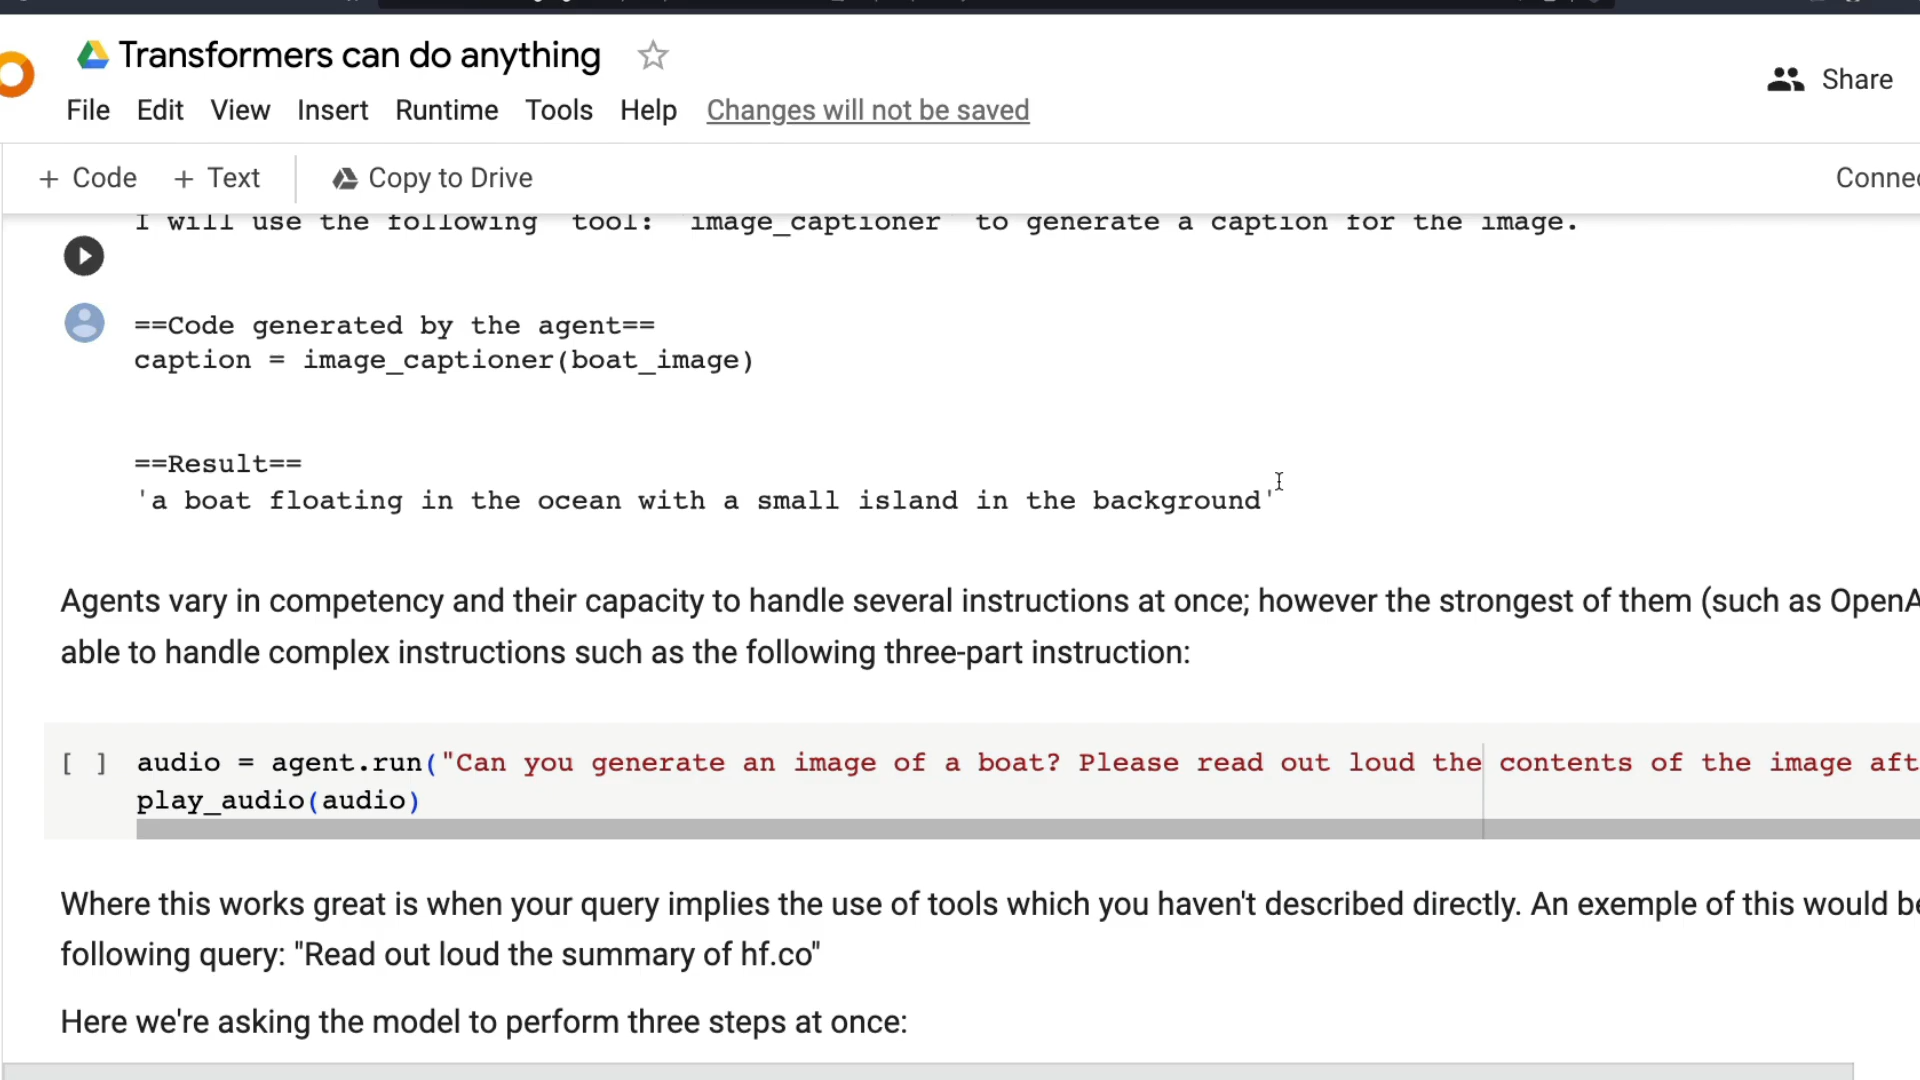 Transformers can do anything
Share
File Edit View Insert Runtime Tools Help Changes will not be saved
+ Code + Text Copy to Drive
I will use the following tool: `image_captioner` to generate a caption for the image.
==Code generated by the agent==
caption = image_captioner(boat_image)
==Result==
'a boat floating in the ocean with a small island in the background'
Agents vary in competency and their capacity to handle several instructions at once; however the strongest of them (such as OpenA
able to handle complex instructions such as the following three-part instruction:
[ ] audio = agent.run("Can you generate an image of a boat? Please read out loud the contents of the image aft
play_audio(audio)
Where this works great is when your query implies the use of tools which you haven't described directly. An exemple of this would be
following query: "Read out loud the summary of hf.co"
Here we're asking the model to perform three steps at once: